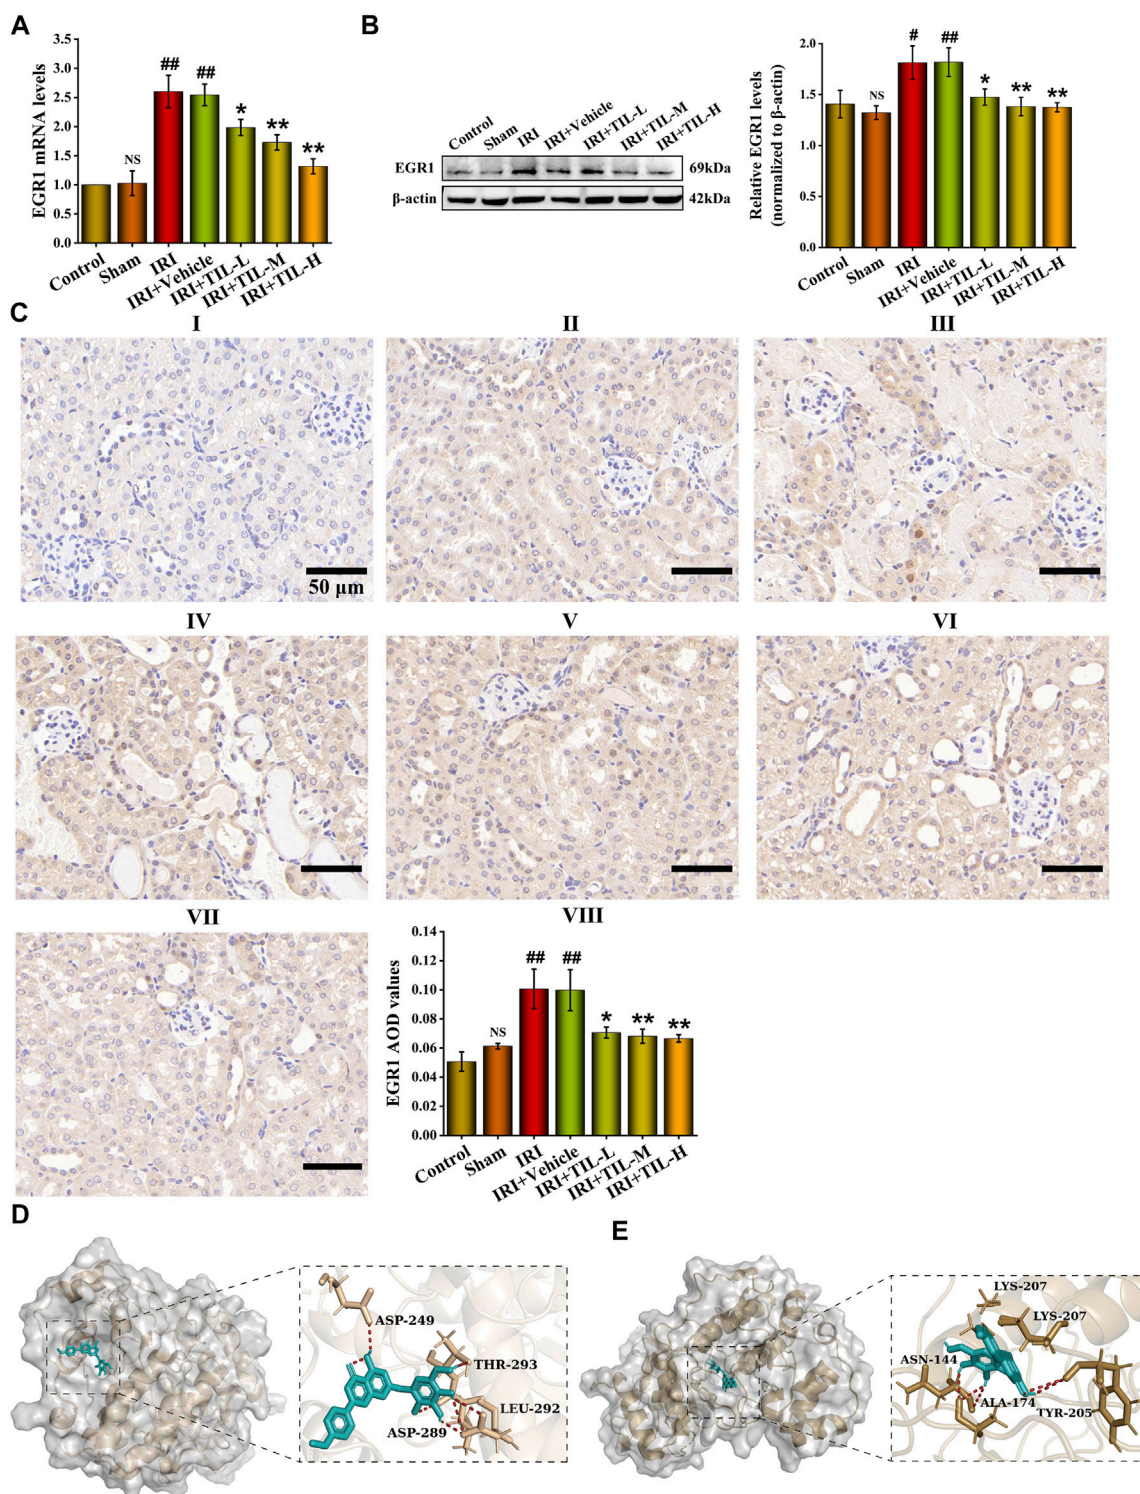 A
EGR1 mRNA levels
3.5
3.0
2.5
2.0
1.5
1.0
0.5
0.0
NS
##
##
*
**
**
Control
Sham
IRI
IRI+Vehicle
IRI+TIL-L
IRI+TIL-M
IRI+TIL-H
B
Control
Sham
IRI
IRI+Vehicle
IRI+TIL-L
IRI+TIL-M
IRI+TIL-H
EGR1
69kDa
β-actin
42kDa
Relative EGR1 levels
(normalized to β-actin)
2.0
1.5
1.0
0.5
0.0
NS
#
##
*
**
**
Control
Sham
IRI
IRI+Vehicle
IRI+TIL-L
IRI+TIL-M
IRI+TIL-H
C
I
II
III
50 μm
IV
V
VI
VII
VIII
EGR1 AOD values
0.14
0.12
0.10
0.08
0.06
0.04
0.02
0.00
NS
##
##
*
**
**
Control
Sham
IRI
IRI+Vehicle
IRI+TIL-L
IRI+TIL-M
IRI+TIL-H
D
ASP-249
THR-293
LEU-292
ASP-289
E
LYS-207
LYS-207
ASN-144
ALA-174
TYR-205